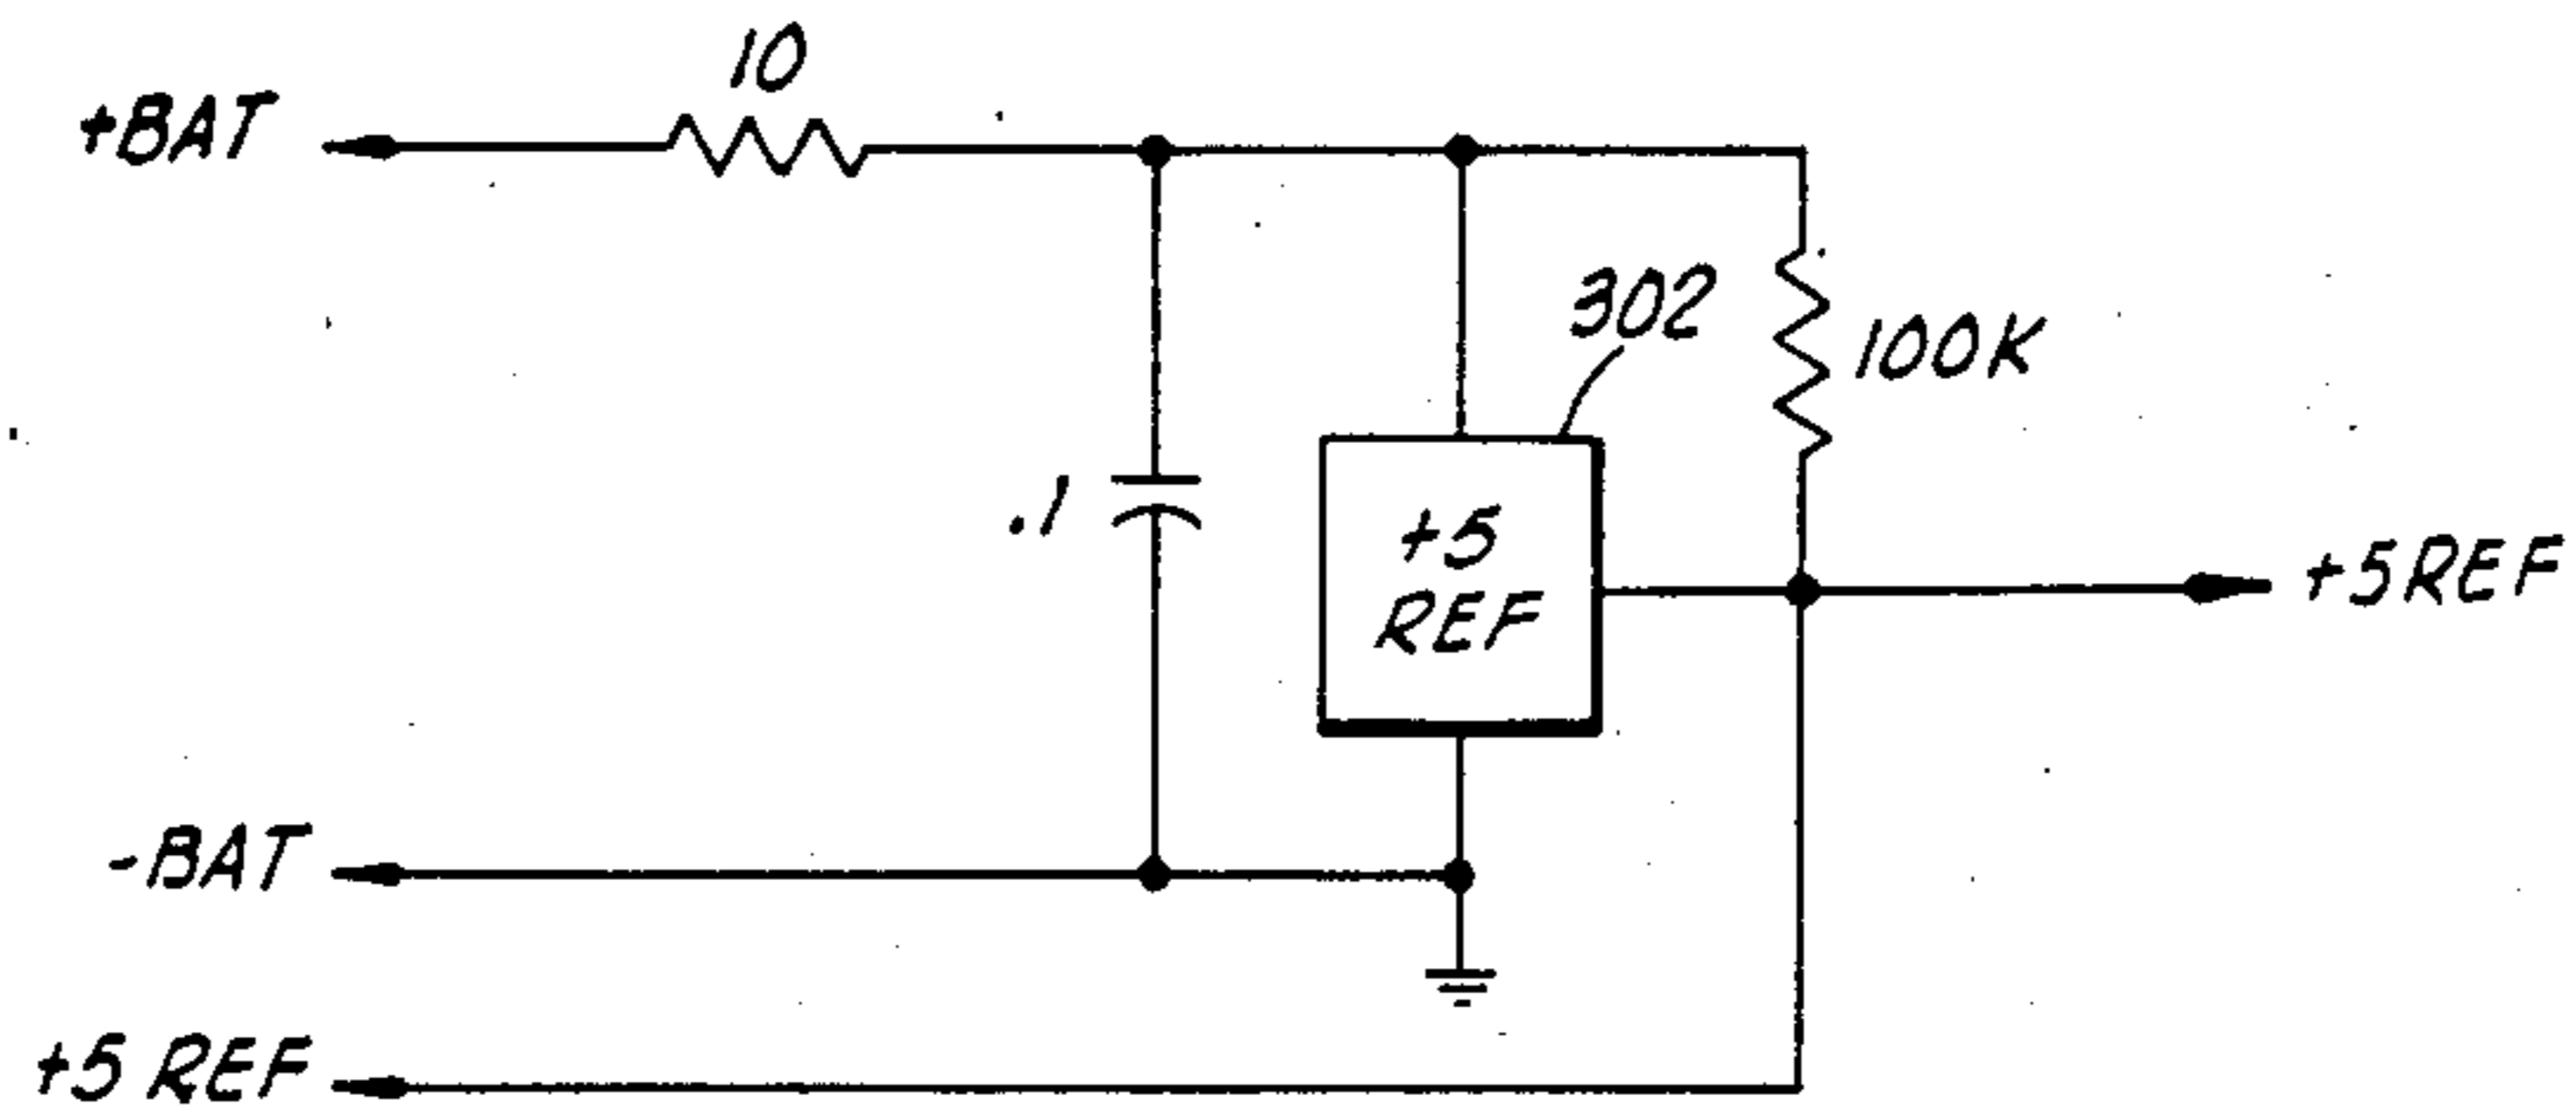 10
+BAT
302
100K
.1
+5
REF
+5REF
-BAT
+5 REF